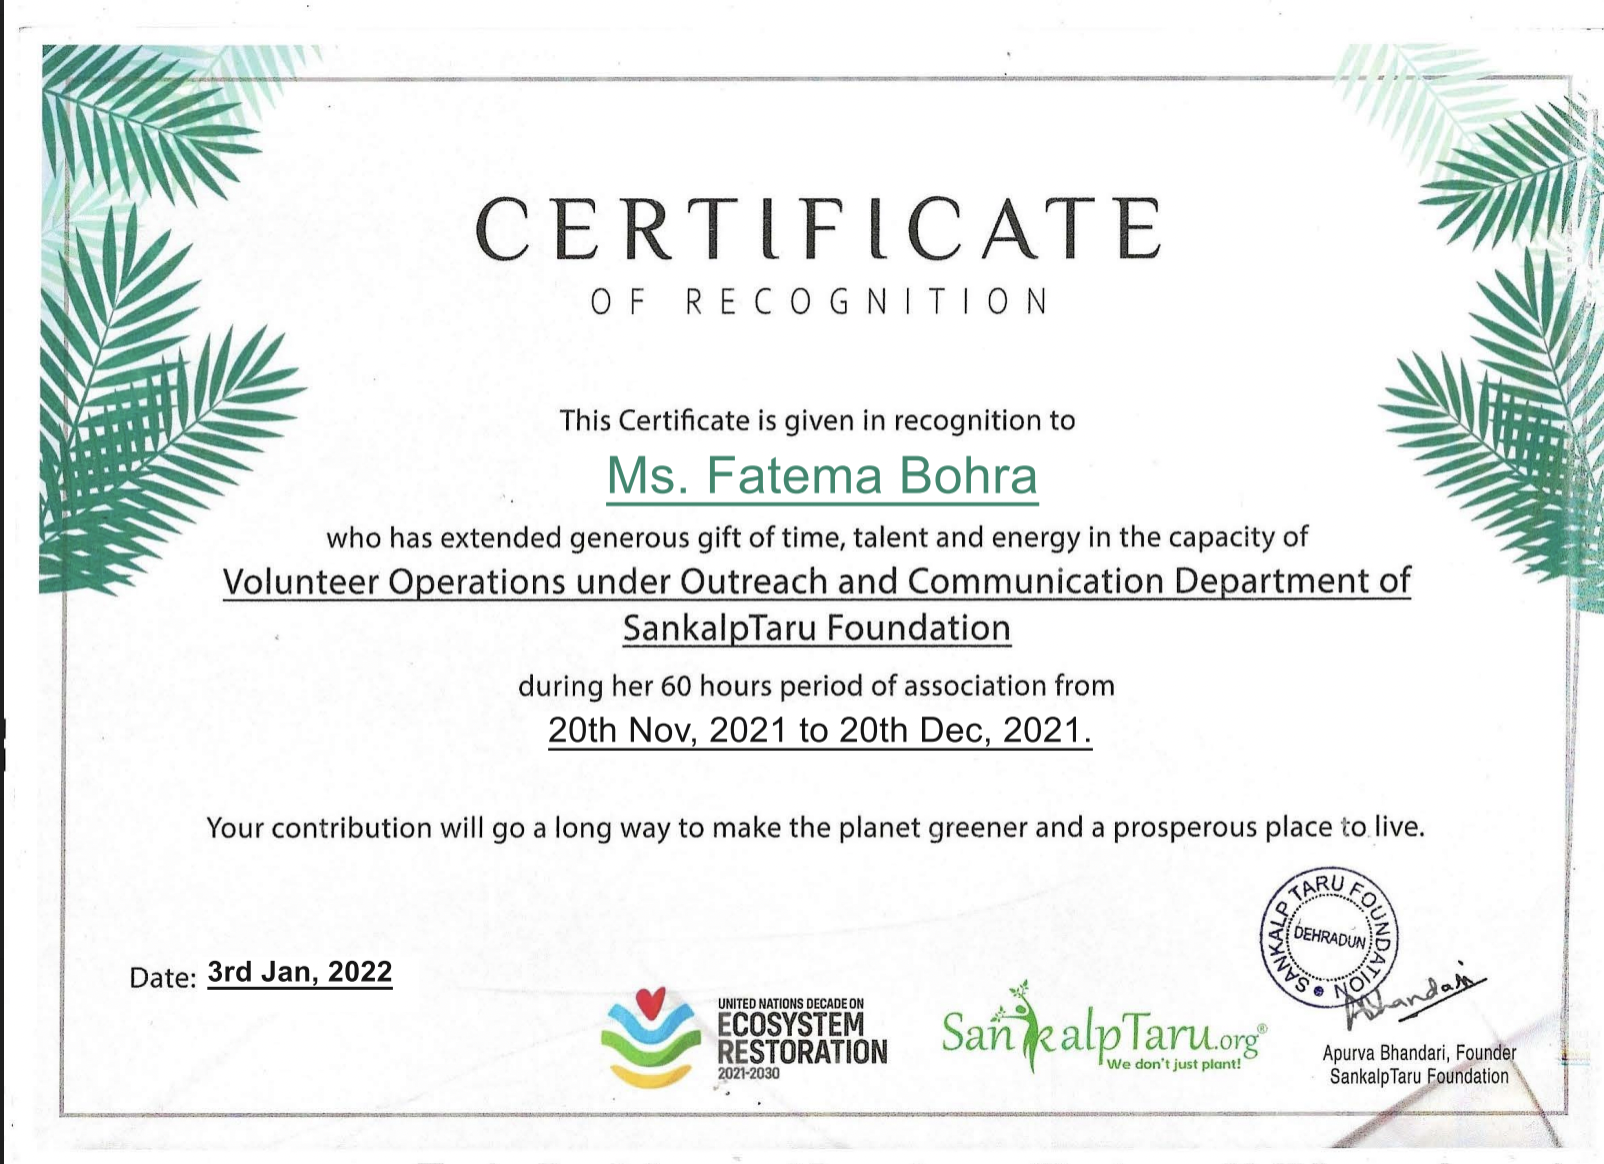 CERTIFICATE
OF RECOGNITION
This Certificate is given in recognition to
Ms. Fatema Bohra
who has extended generous gift of time, talent and energy in the capacity of
Volunteer Operations under Outreach and Communication Department of
SankalpTaru Foundation
during her 60 hours period of association from
20th Nov, 2021 to 20th Dec, 2021.
Your contribution will go a long way to make the planet greener and a prosperous place to live.
SANKALP TARU FOUNDATION
DEHRADUN
Date: 3rd Jan, 2022
ABhandari
UNITED NATIONS DECADE ON
ECOSYSTEM
RESTORATION
2021-2030
SankalpTaru.org®
We don't just plant!
Apurva Bhandari, Founder
SankalpTaru Foundation